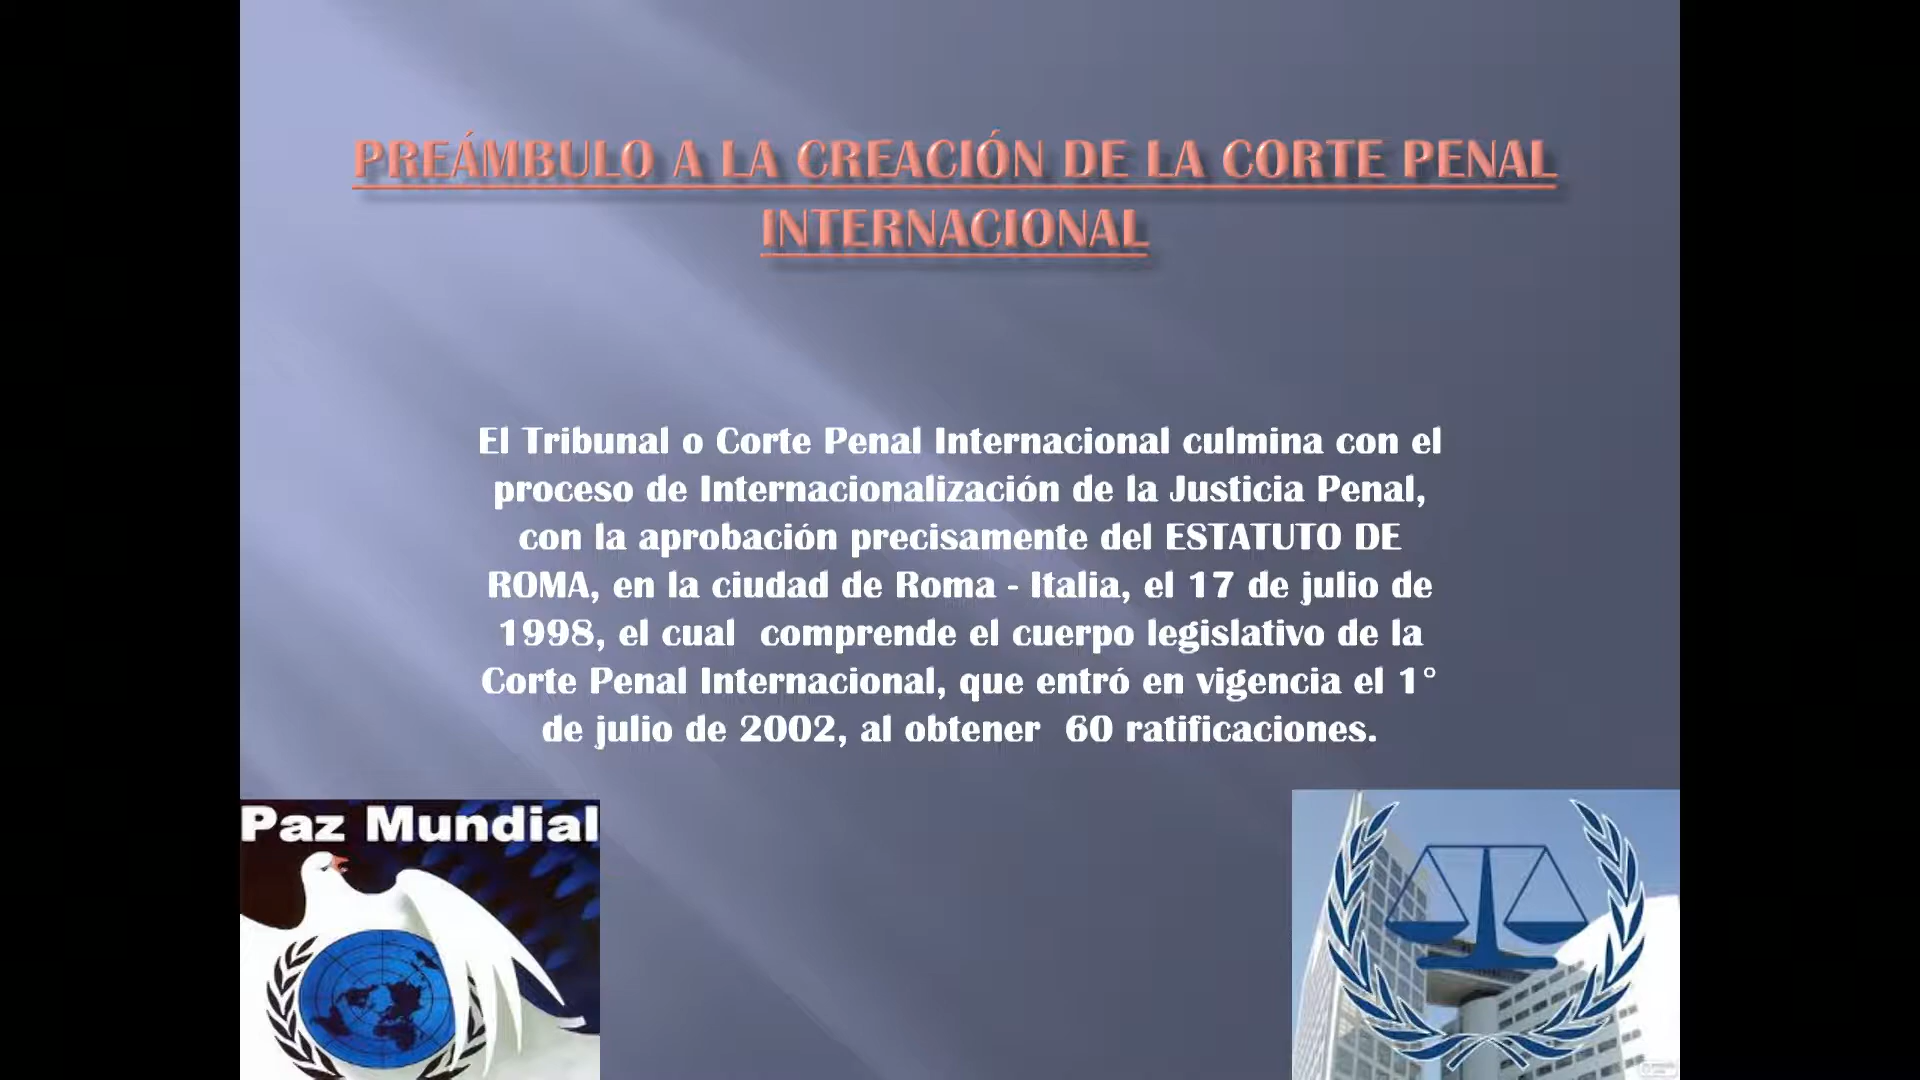 PREÁMBULO A LA CREACIÓN DE LA CORTE PENAL
INTERNACIONAL
El Tribunal o Corte Penal Internacional culmina con el
proceso de Internacionalización de la Justicia Penal,
con la aprobación precisamente del ESTATUTO DE
ROMA, en la ciudad de Roma - Italia, el 17 de julio de
1998, el cual  comprende el cuerpo legislativo de la
Corte Penal Internacional, que entró en vigencia el 1°
de julio de 2002, al obtener  60 ratificaciones.
Paz Mundial